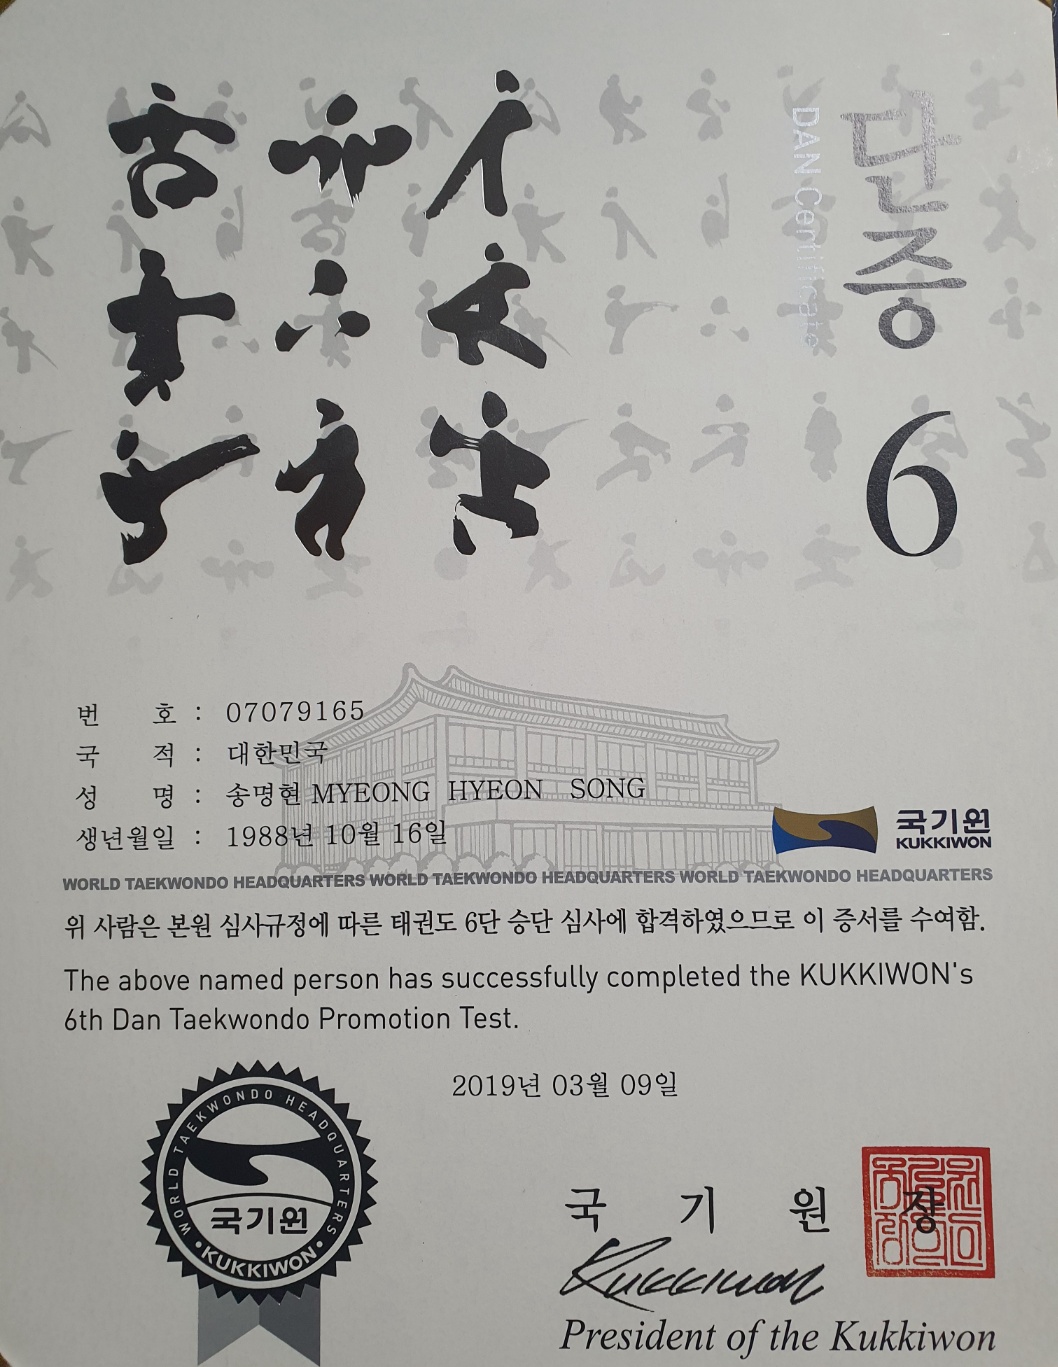 단증
DAN Certificate
6
번 호 : 07079165
국 적 : 대한민국
성 명 : 송명현 MYEONG HYEON SONG
생년월일 : 1988년 10월 16일
국기원
KUKKIWON
WORLD TAEKWONDO HEADQUARTERS WORLD TAEKWONDO HEADQUARTERS WORLD TAEKWONDO HEADQUARTERS
위 사람은 본원 심사규정에 따른 태권도 6단 승단 심사에 합격하였으므로 이 증서를 수여함.
The above named person has successfully completed the KUKKIWON's
6th Dan Taekwondo Promotion Test.
2019년 03월 09일
WORLD TAEKWONDO HEADQUARTERS
국기원
• KUKKIWON •
국 기 원 장
Kukkiwon
President of the Kukkiwon